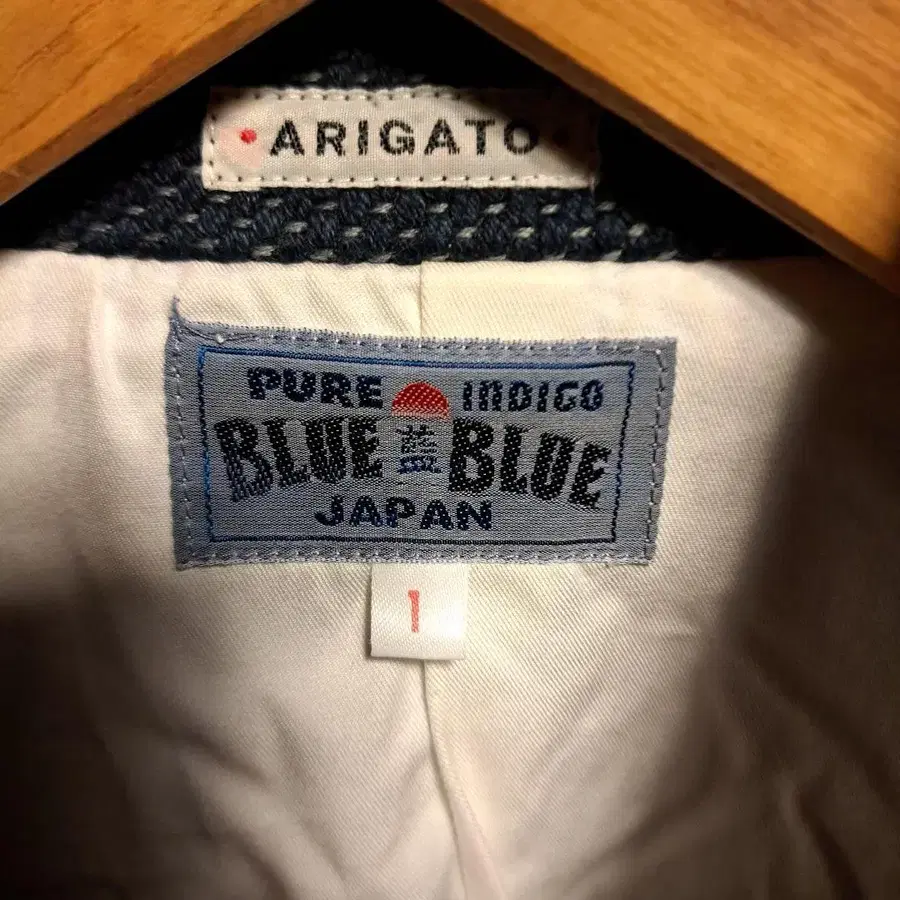 • ARIGATO •
PURE INDIGO
BLUE 藍 BLUE
JAPAN
1